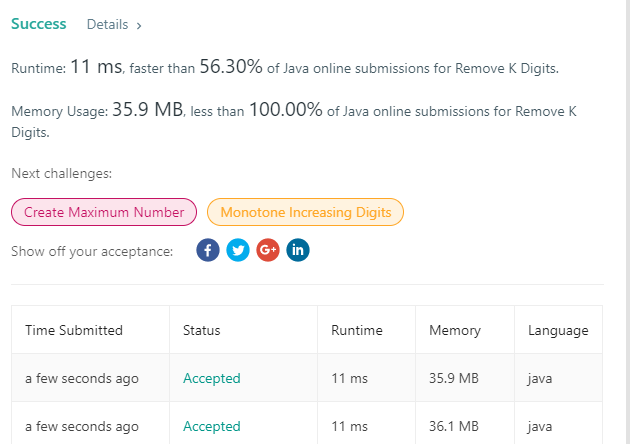 Success Details ›
Runtime: 11 ms, faster than 56.30% of Java online submissions for Remove K Digits.
Memory Usage: 35.9 MB, less than 100.00% of Java online submissions for Remove K
Digits.
Next challenges:
Create Maximum Number Monotone Increasing Digits
Show off your acceptance: f G+ in
Time Submitted Status Runtime Memory Language
a few seconds ago Accepted 11 ms 35.9 MB java
a few seconds ago Accepted 11 ms 36.1 MB java